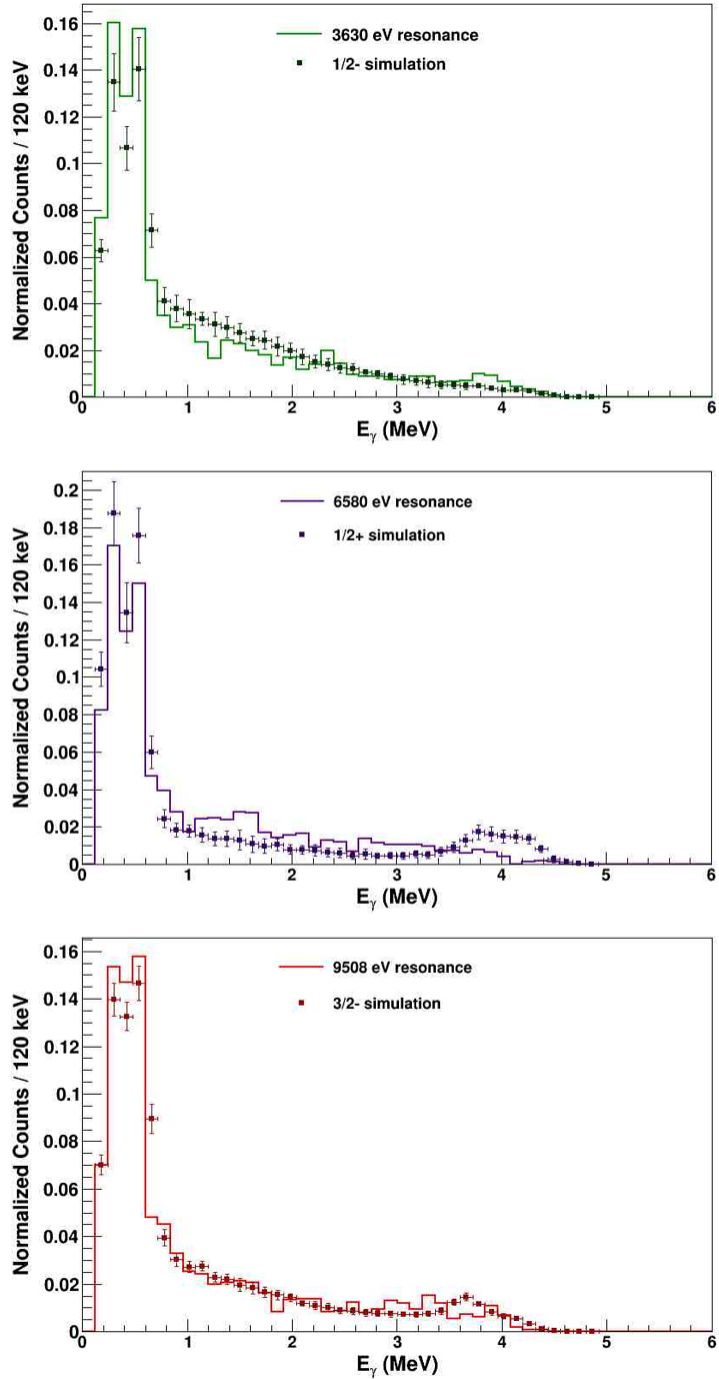 Normalized Counts / 120 keV
0.16
0.14
0.12
0.1
0.08
0.06
0.04
0.02
0
3630 eV resonance
1/2- simulation
0 1 2 3 4 5 6
E_γ (MeV)
Normalized Counts / 120 keV
0.2
0.18
0.16
0.14
0.12
0.1
0.08
0.06
0.04
0.02
0
6580 eV resonance
1/2+ simulation
0 1 2 3 4 5 6
E_γ (MeV)
Normalized Counts / 120 keV
0.16
0.14
0.12
0.1
0.08
0.06
0.04
0.02
0
9508 eV resonance
3/2- simulation
0 1 2 3 4 5 6
E_γ (MeV)